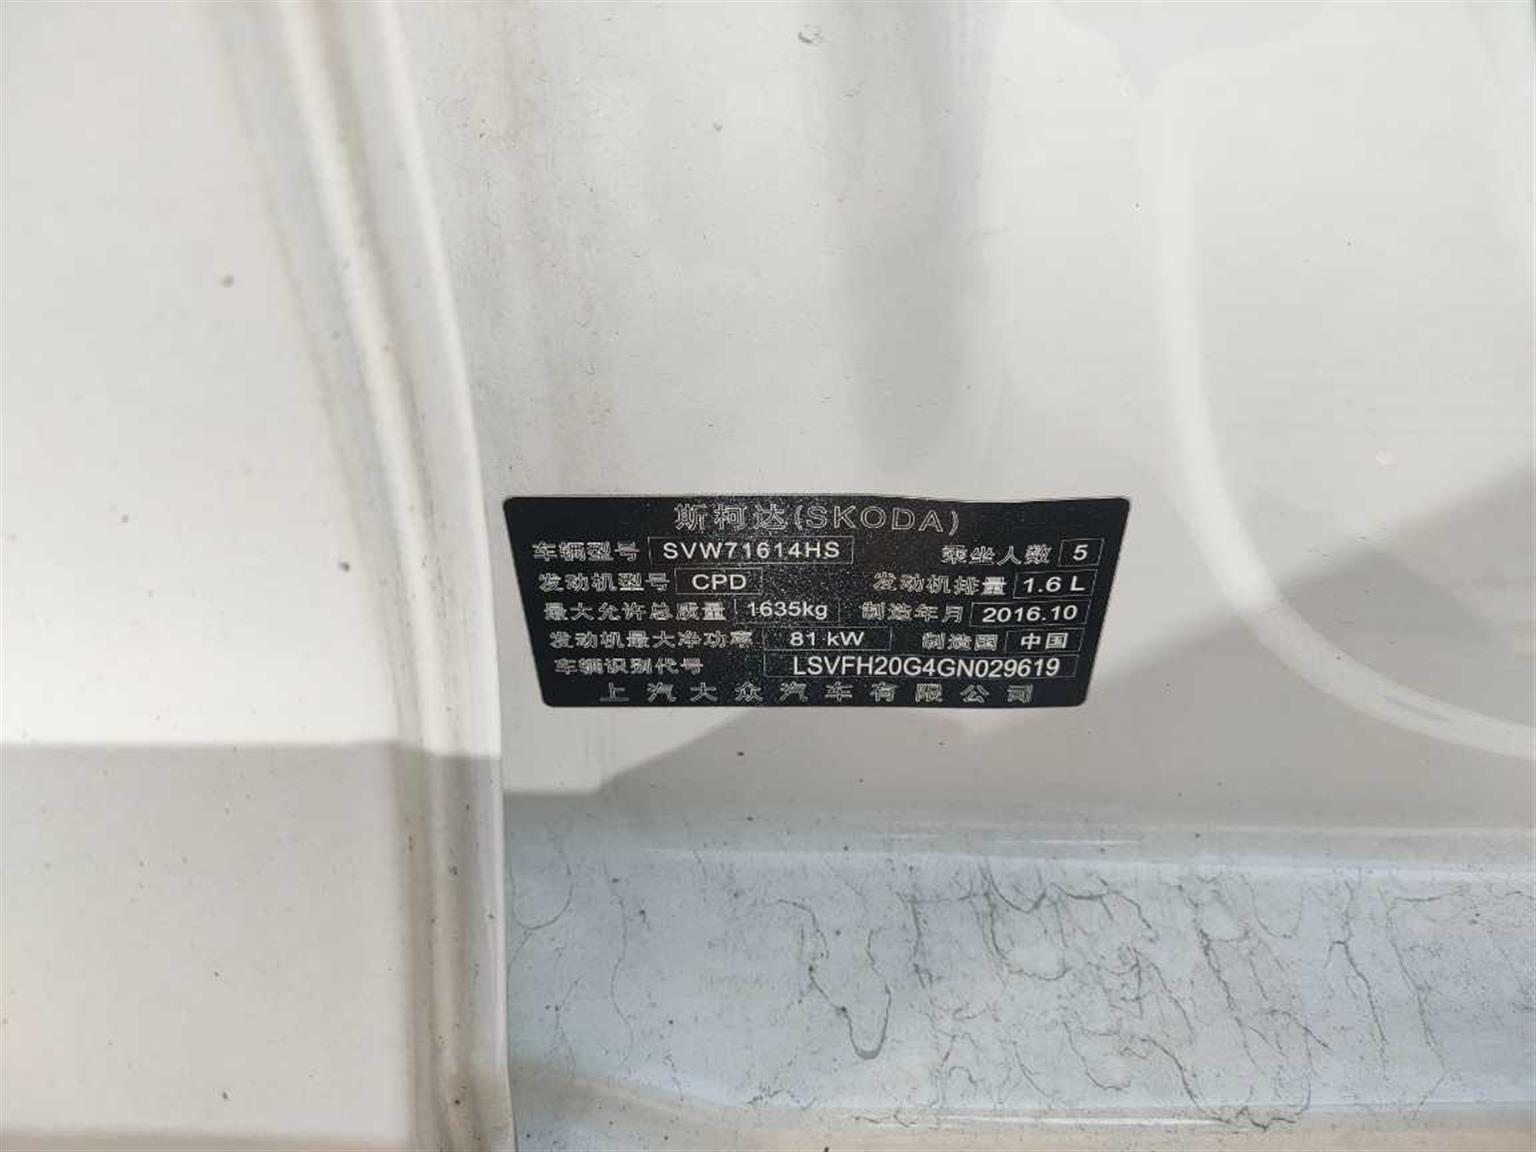 斯柯达(SKODA)
车辆型号 SVW71614HS 乘坐人数 5
发动机型号 CPD 发动机排量 1.6 L
最大允许总质量 1635kg 制造年月 2016.10
发动机最大净功率 81 kW 制造国 中国
车辆识别代号 LSVFH20G4GN029619
上汽大众汽车有限公司